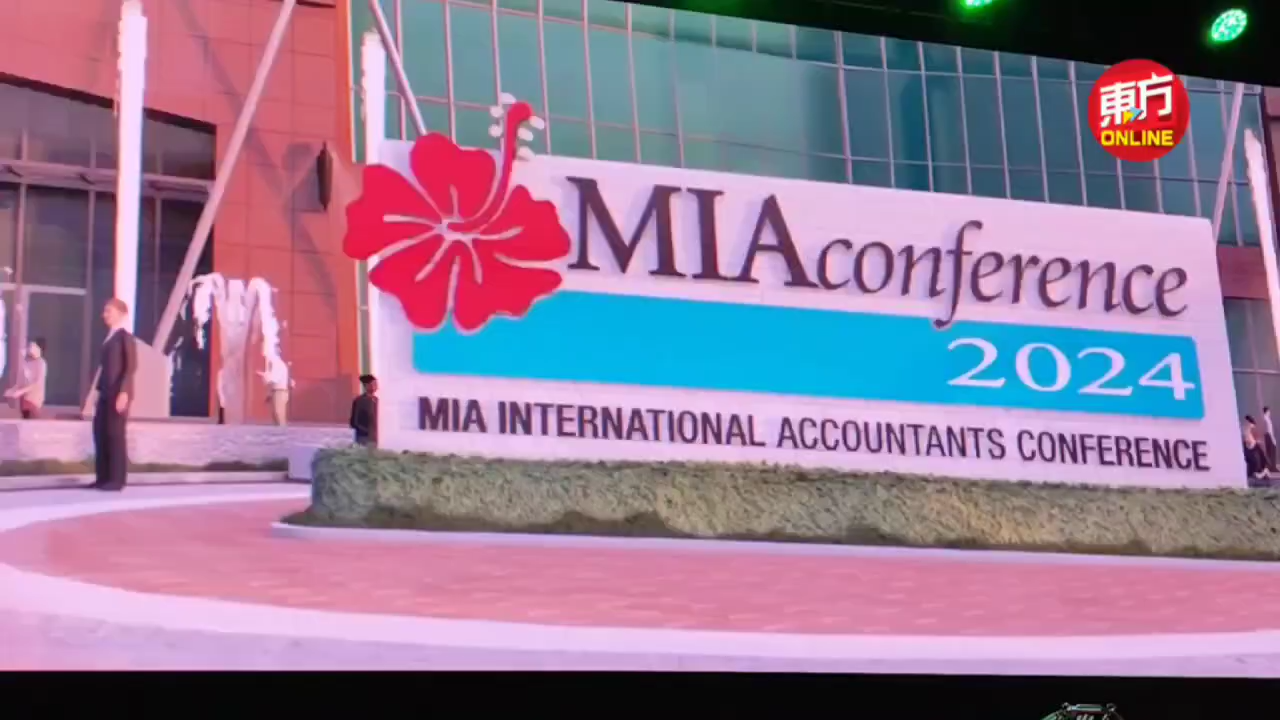 東方
ONLINE
MIAconference
2024
MIA INTERNATIONAL ACCOUNTANTS CONFERENCE